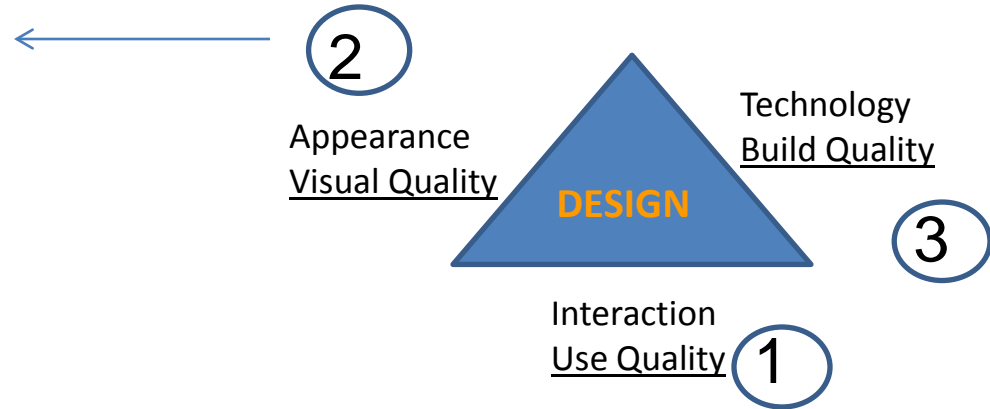 2
Appearance
Visual Quality
Technology
Build Quality
DESIGN
3
Interaction
Use Quality
1